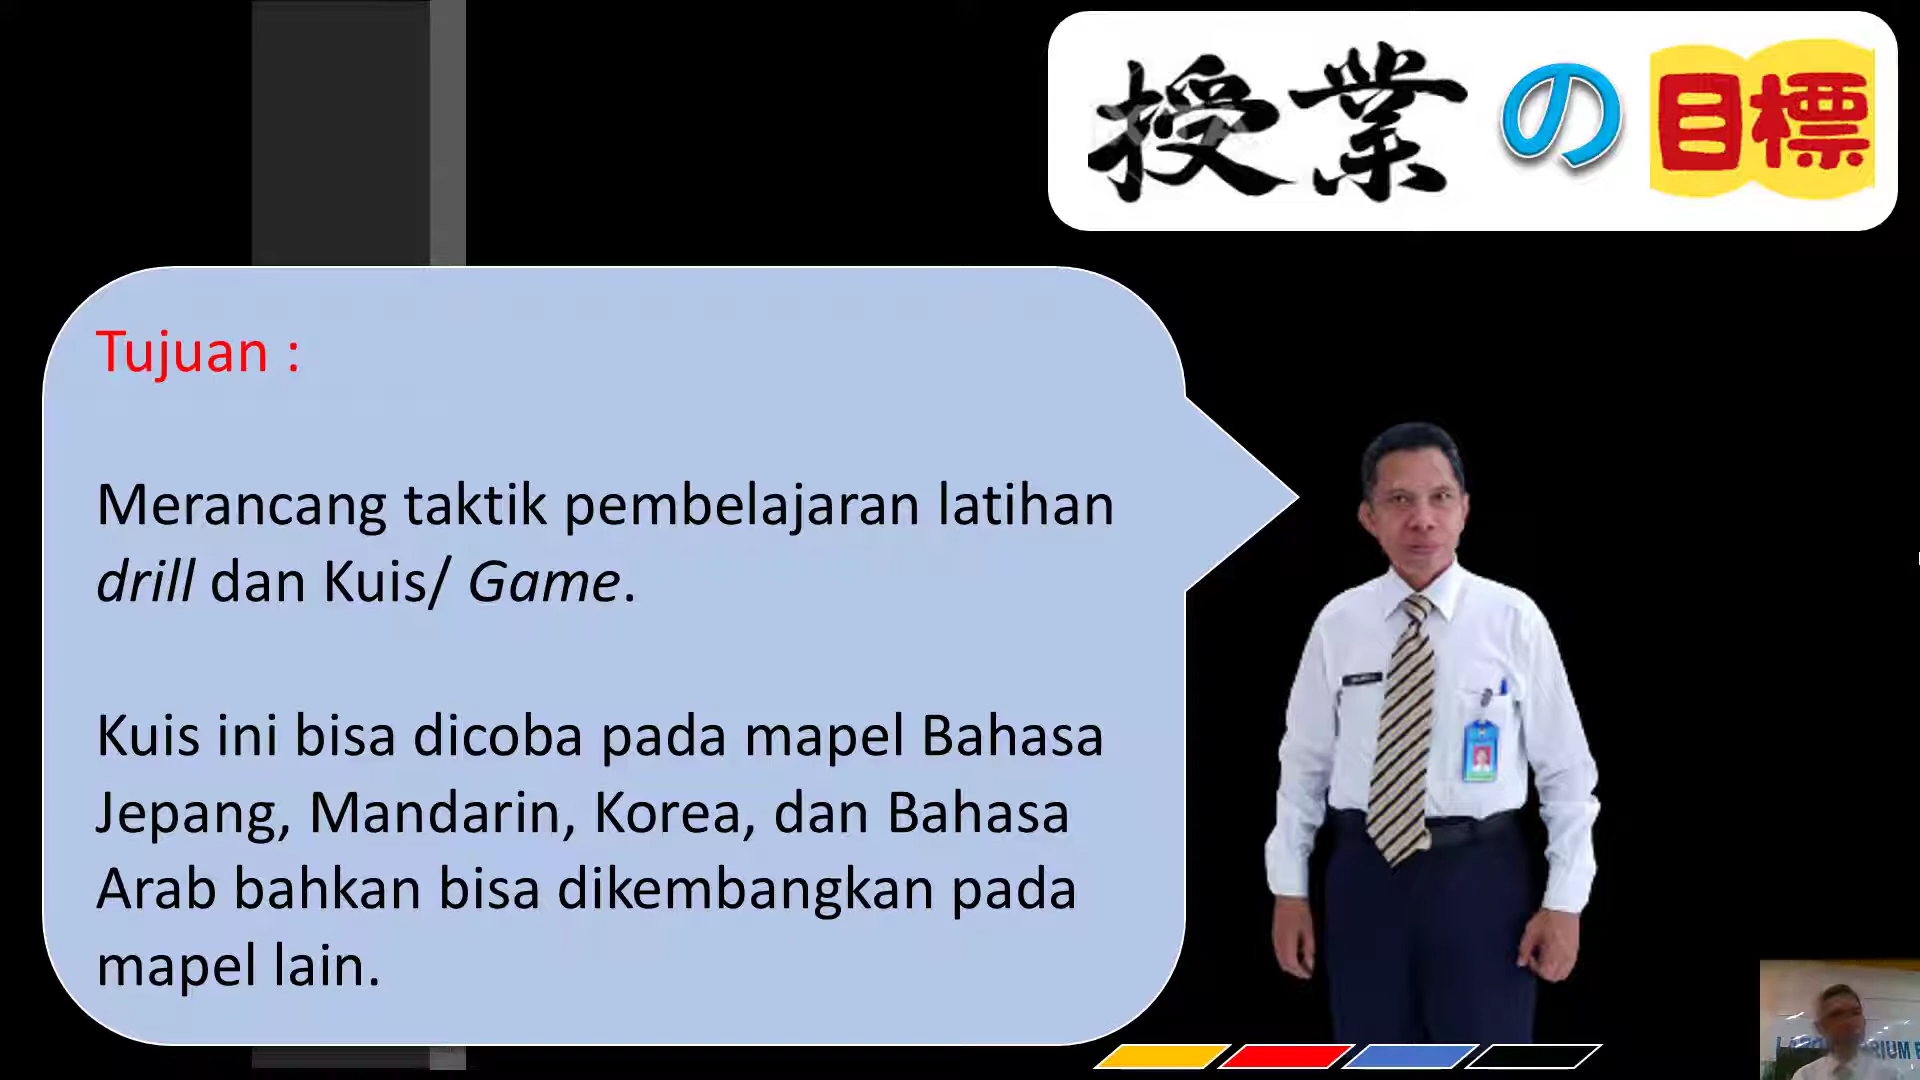 授業の目標
Tujuan :
Merancang taktik pembelajaran latihan
drill dan Kuis/ Game.
Kuis ini bisa dicoba pada mapel Bahasa
Jepang, Mandarin, Korea, dan Bahasa
Arab bahkan bisa dikembangkan pada
mapel lain.